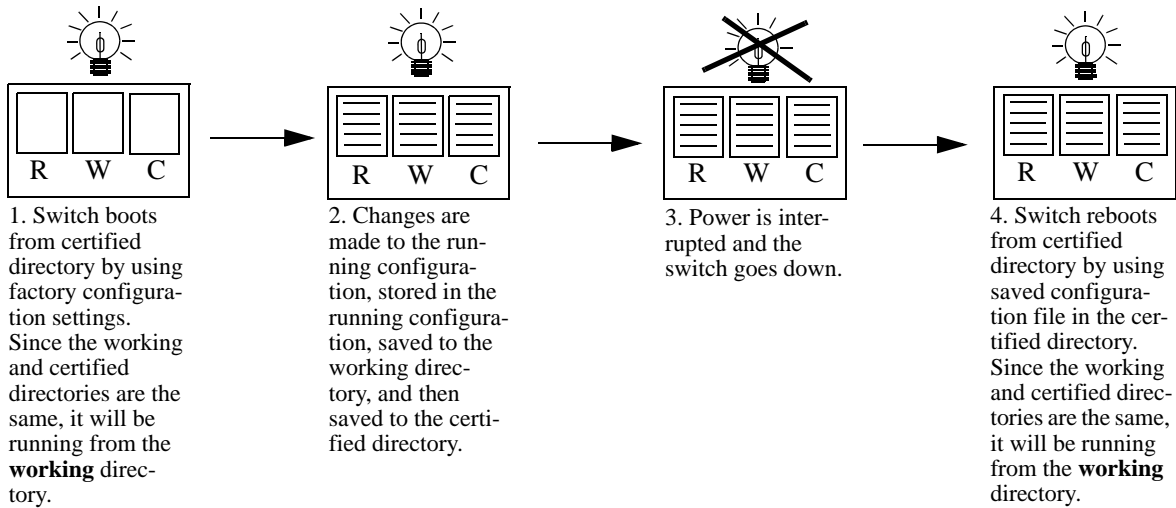 R W C
1. Switch boots
from certified
directory by using
factory configura-
tion settings.
Since the working
and certified
directories are the
same, it will be
running from the
working direc-
tory.
R W C
2. Changes are
made to the run-
ning configura-
tion, stored in the
running configura-
tion, saved to the
working direc-
tory, and then
saved to the certi-
fied directory.
R W C
3. Power is inter-
rupted and the
switch goes down.
R W C
4. Switch reboots
from certified
directory by using
saved configura-
tion file in the cer-
tified directory.
Since the working
and certified direc-
tories are the same,
it will be running
from the working
directory.